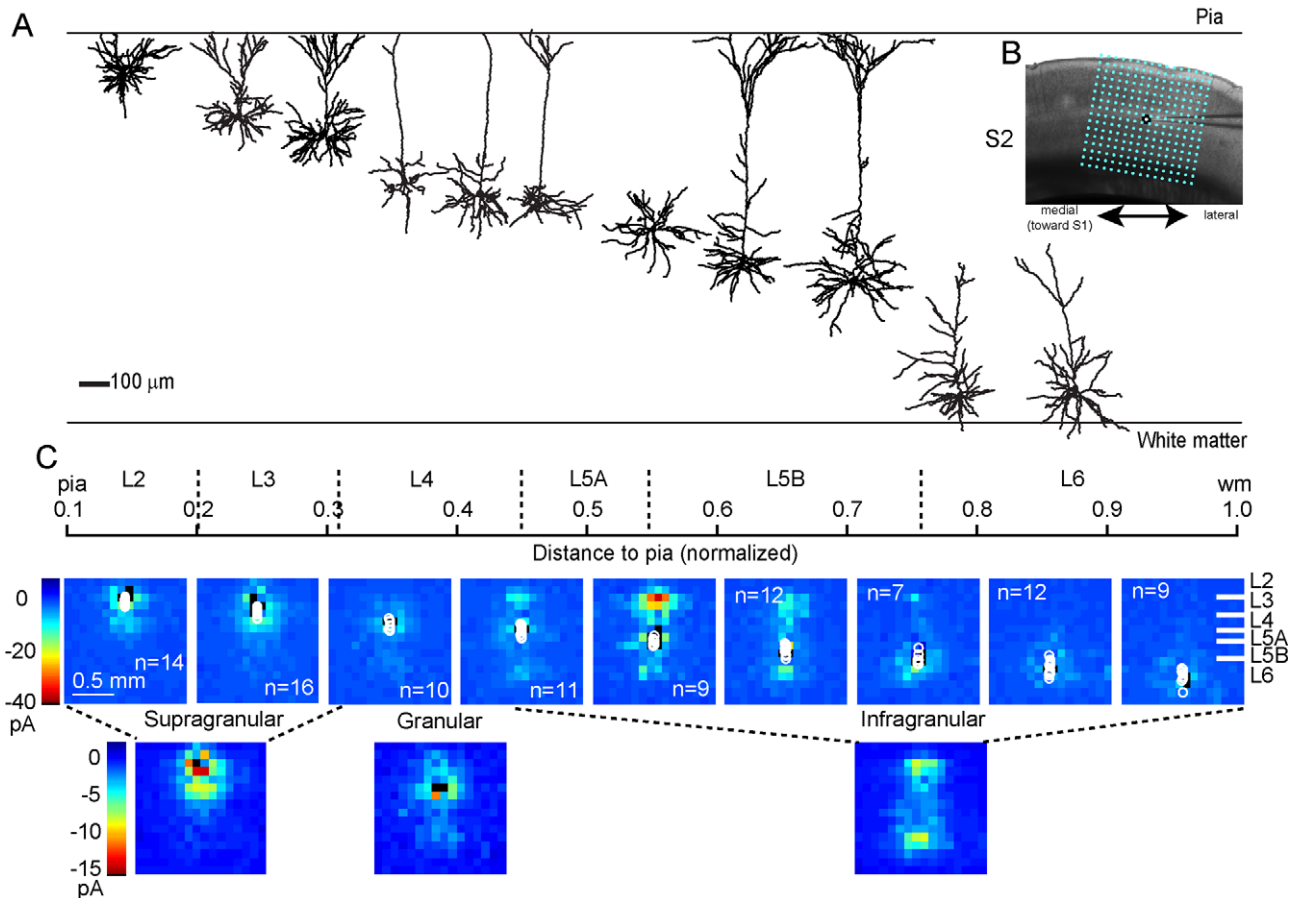 A
Pia
B
S2
medial
(toward S1)
lateral
100 μm
White matter
C
pia L2 L3 L4 L5A L5B L6 wm
0.1 0.2 0.3 0.4 0.5 0.6 0.7 0.8 0.9 1.0
Distance to pia (normalized)
0
-20
-40
pA
n=14
0.5 mm
n=16
n=10
n=11
n=9
n=12
n=7
n=12
n=9
L2
L3
L4
L5A
L5B
L6
Supragranular Granular Infragranular
0
-5
-10
-15
pA